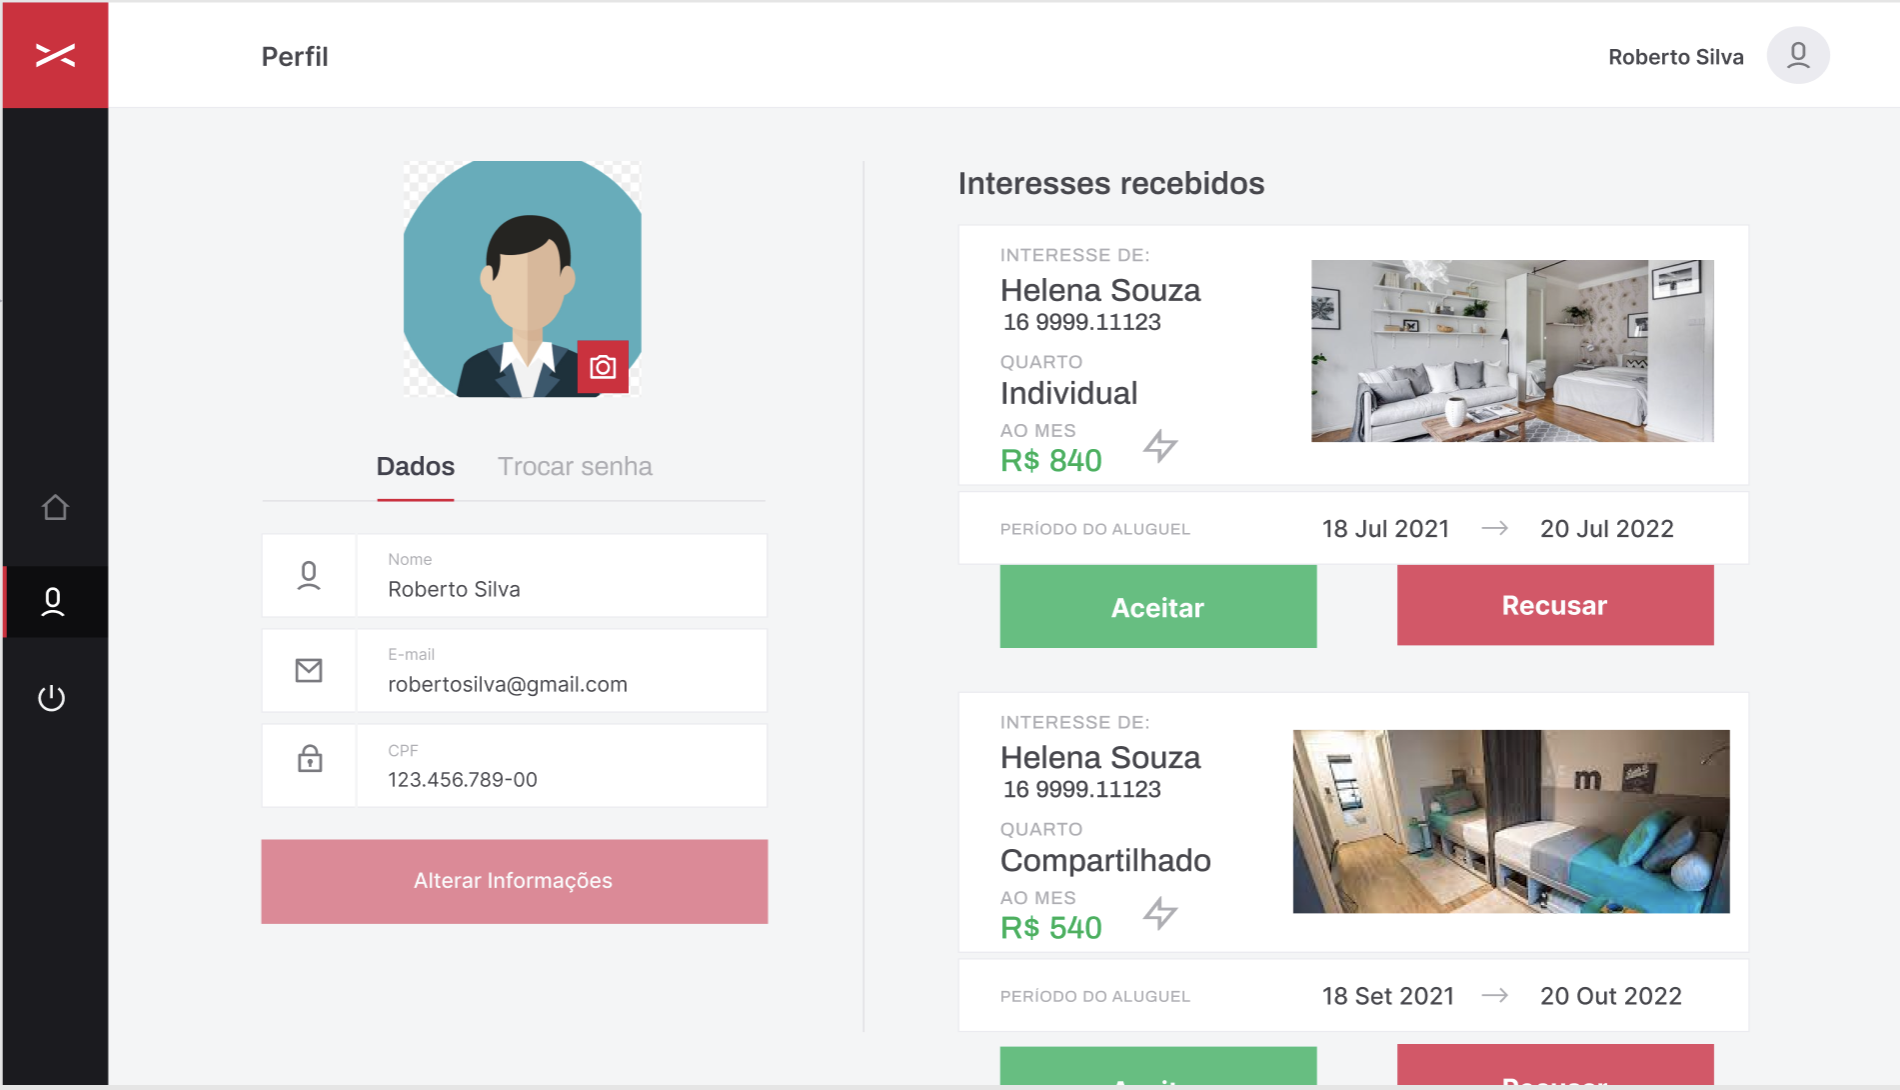 Perfil
Roberto Silva
Dados
Trocar senha
Nome
Roberto Silva
E-mail
robertosilva@gmail.com
CPF
123.456.789-00
Alterar Informações
Interesses recebidos
INTERESSE DE:
Helena Souza
16 9999.11123
QUARTO
Individual
AO MES
R$ 840
PERÍODO DO ALUGUEL
18 Jul 2021
20 Jul 2022
Aceitar
Recusar
INTERESSE DE:
Helena Souza
16 9999.11123
QUARTO
Compartilhado
AO MES
R$ 540
PERÍODO DO ALUGUEL
18 Set 2021
20 Out 2022
m